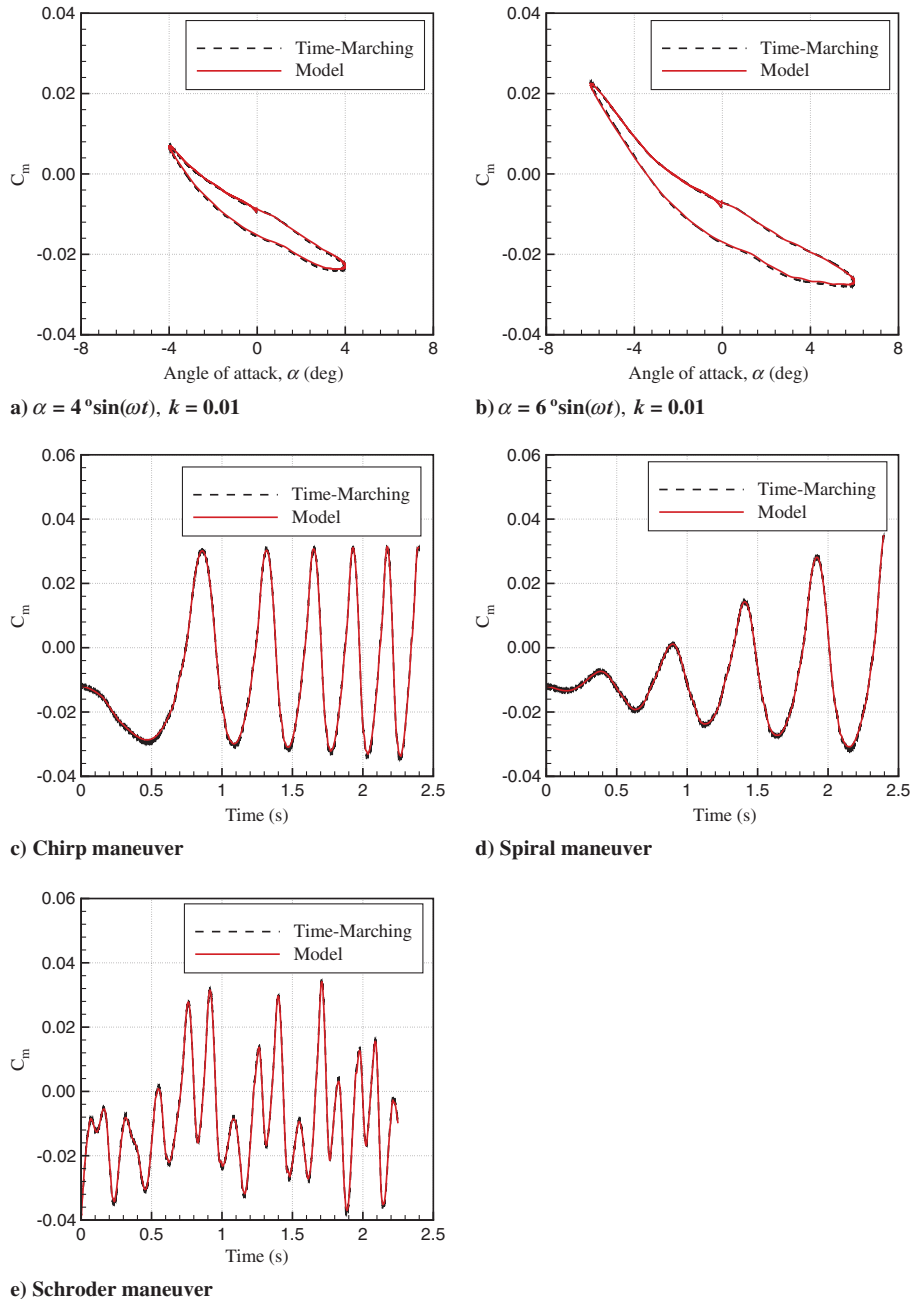 0.04
0.02
0.00
-0.02
-0.04
C_m
Time-Marching
Model
-8 -4 0 4 8
Angle of attack, α (deg)
a) α = 4°sin(ωt), k = 0.01
0.04
0.02
0.00
-0.02
-0.04
C_m
Time-Marching
Model
-8 -4 0 4 8
Angle of attack, α (deg)
b) α = 6°sin(ωt), k = 0.01
0.06
0.04
0.02
0.00
-0.02
-0.04
C_m
Time-Marching
Model
0 0.5 1 1.5 2 2.5
Time (s)
c) Chirp maneuver
0.06
0.04
0.02
0.00
-0.02
-0.04
C_m
Time-Marching
Model
0 0.5 1 1.5 2 2.5
Time (s)
d) Spiral maneuver
0.06
0.04
0.02
0.00
-0.02
-0.04
C_m
Time-Marching
Model
0 0.5 1 1.5 2 2.5
Time (s)
e) Schroder maneuver